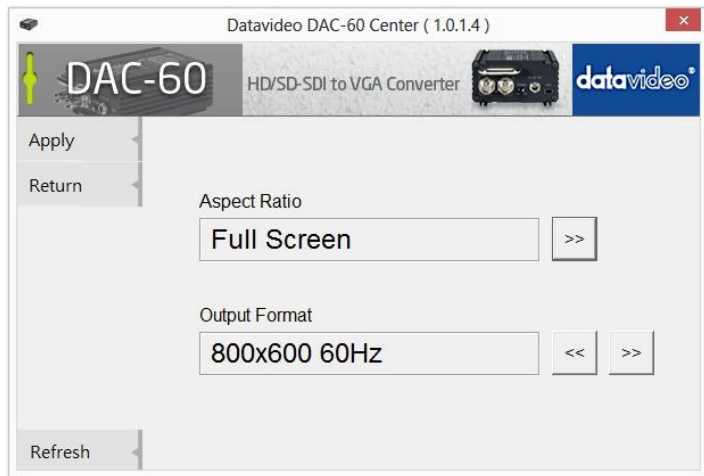 Datavideo DAC-60 Center ( 1.0.1.4 )
×
DAC-60
HD/SD-SDI to VGA Converter
datavideo®
Apply
Return
Aspect Ratio
Full Screen
>>
Output Format
800x600 60Hz
<<
>>
Refresh